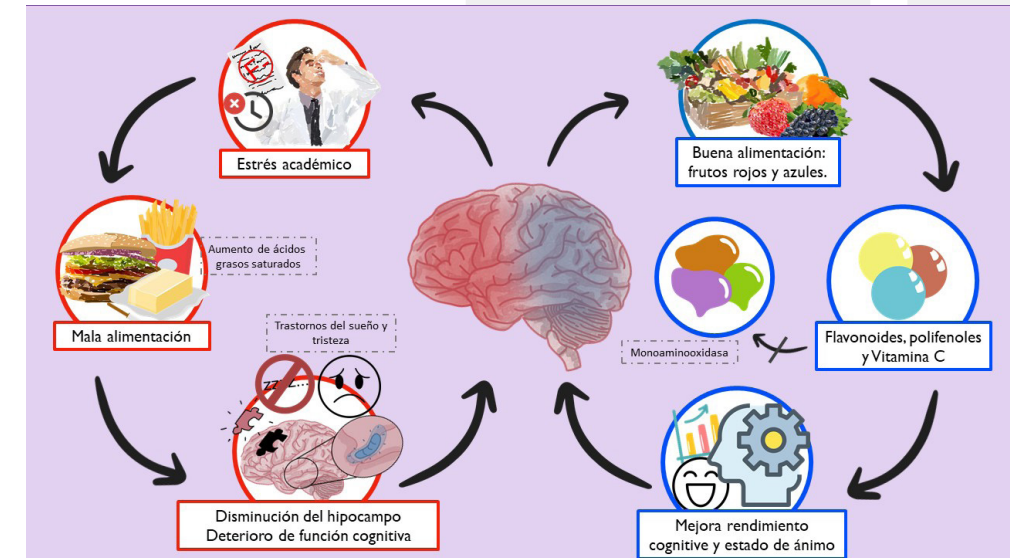 Estrés académico
Mala alimentación
Aumento de ácidos
grasos saturados
Trastornos del sueño y
tristeza
zzz...
Disminución del hipocampo
Deterioro de función cognitiva
Buena alimentación:
frutos rojos y azules.
Flavonoides, polifenoles
y Vitamina C
Monoaminooxidasa
Mejora rendimiento
cognitive y estado de ánimo